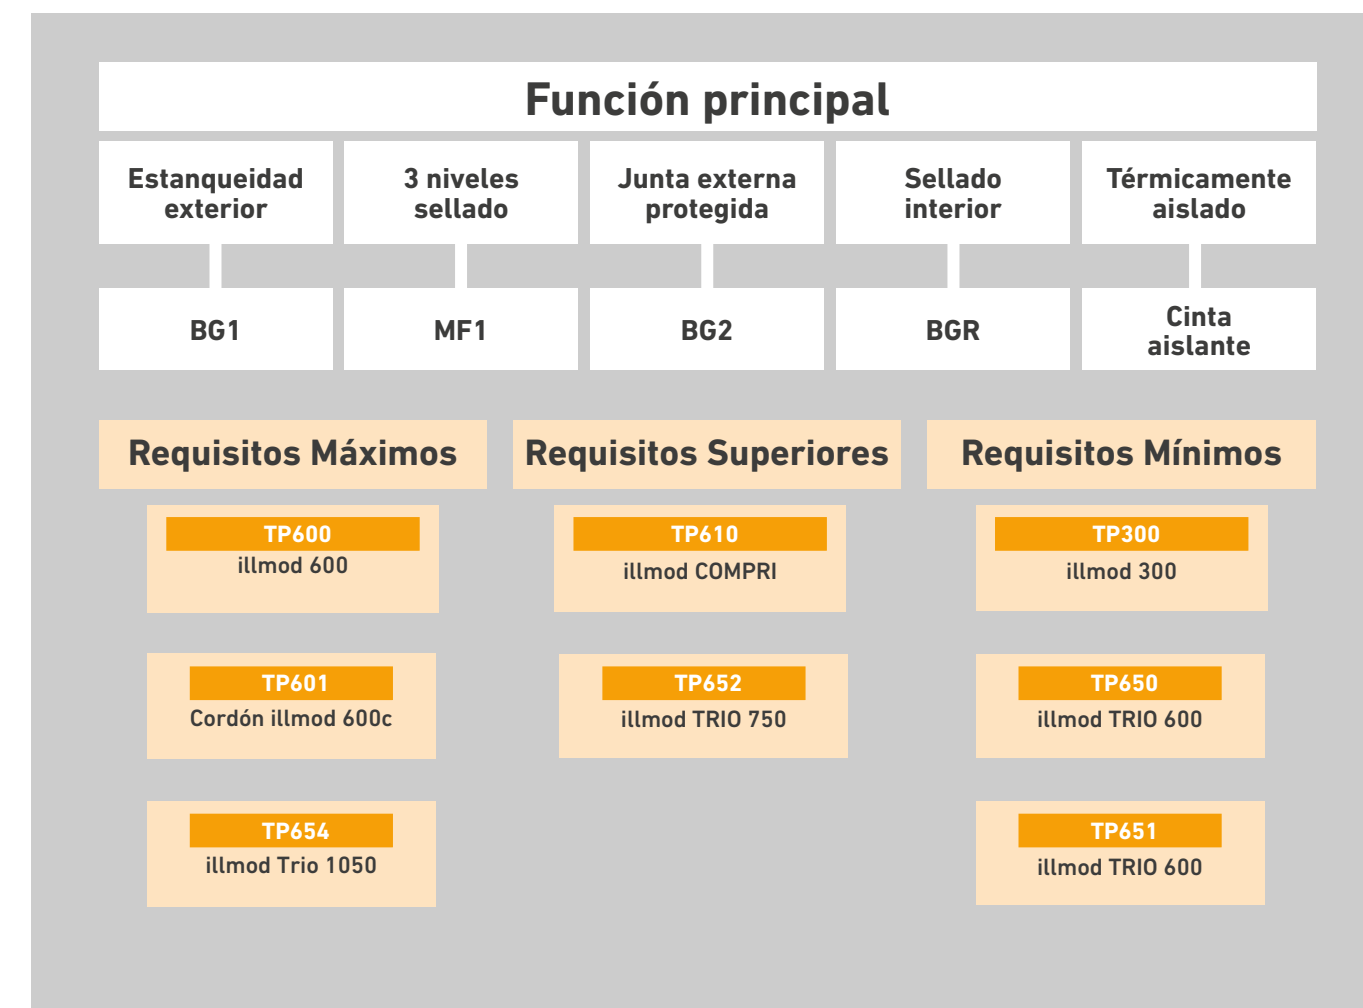 Función principal
Estanqueidad
exterior
3 niveles
sellado
Junta externa
protegida
Sellado
interior
Térmicamente
aislado
BG1
MF1
BG2
BGR
Cinta
aislante
Requisitos Máximos
Requisitos Superiores
Requisitos Mínimos
TP600
illmod 600
TP610
illmod COMPRI
TP300
illmod 300
TP601
Cordón illmod 600c
TP652
illmod TRIO 750
TP650
illmod TRIO 600
TP654
illmod Trio 1050
TP651
illmod TRIO 600